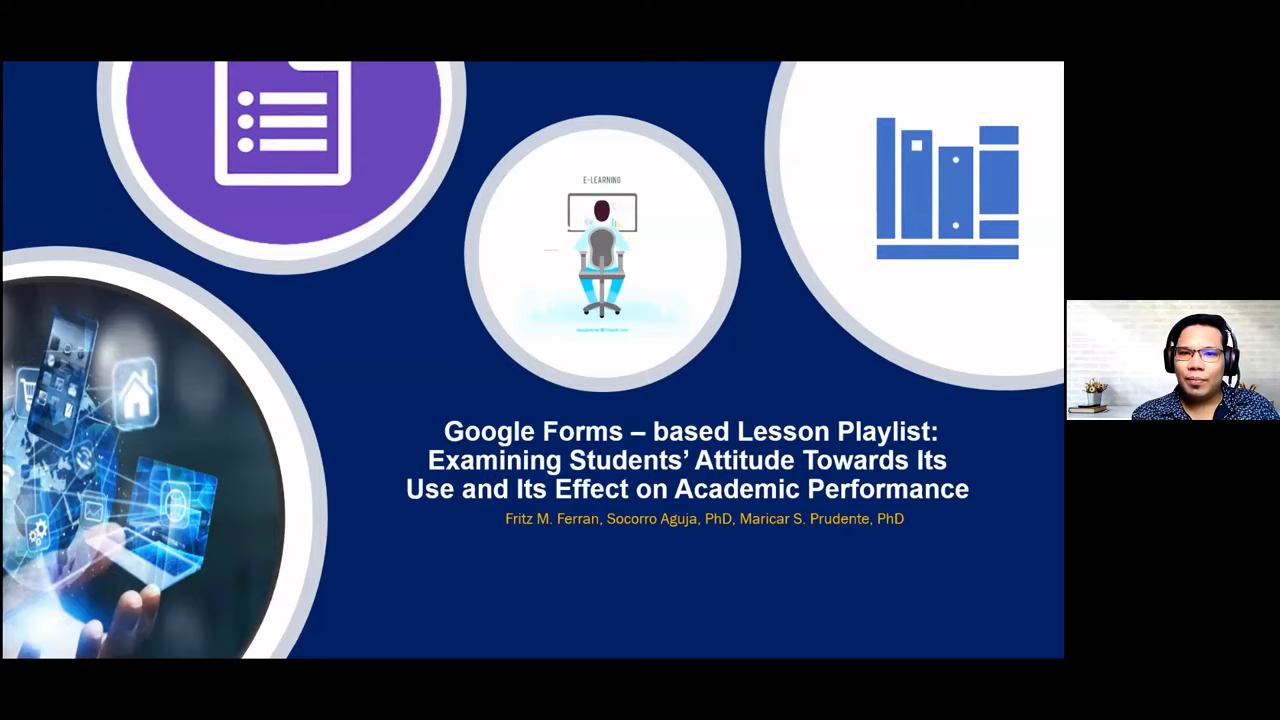 E-LEARNING
Google Forms – based Lesson Playlist:
Examining Students' Attitude Towards Its
Use and Its Effect on Academic Performance
Fritz M. Ferran, Socorro Aguja, PhD, Maricar S. Prudente, PhD